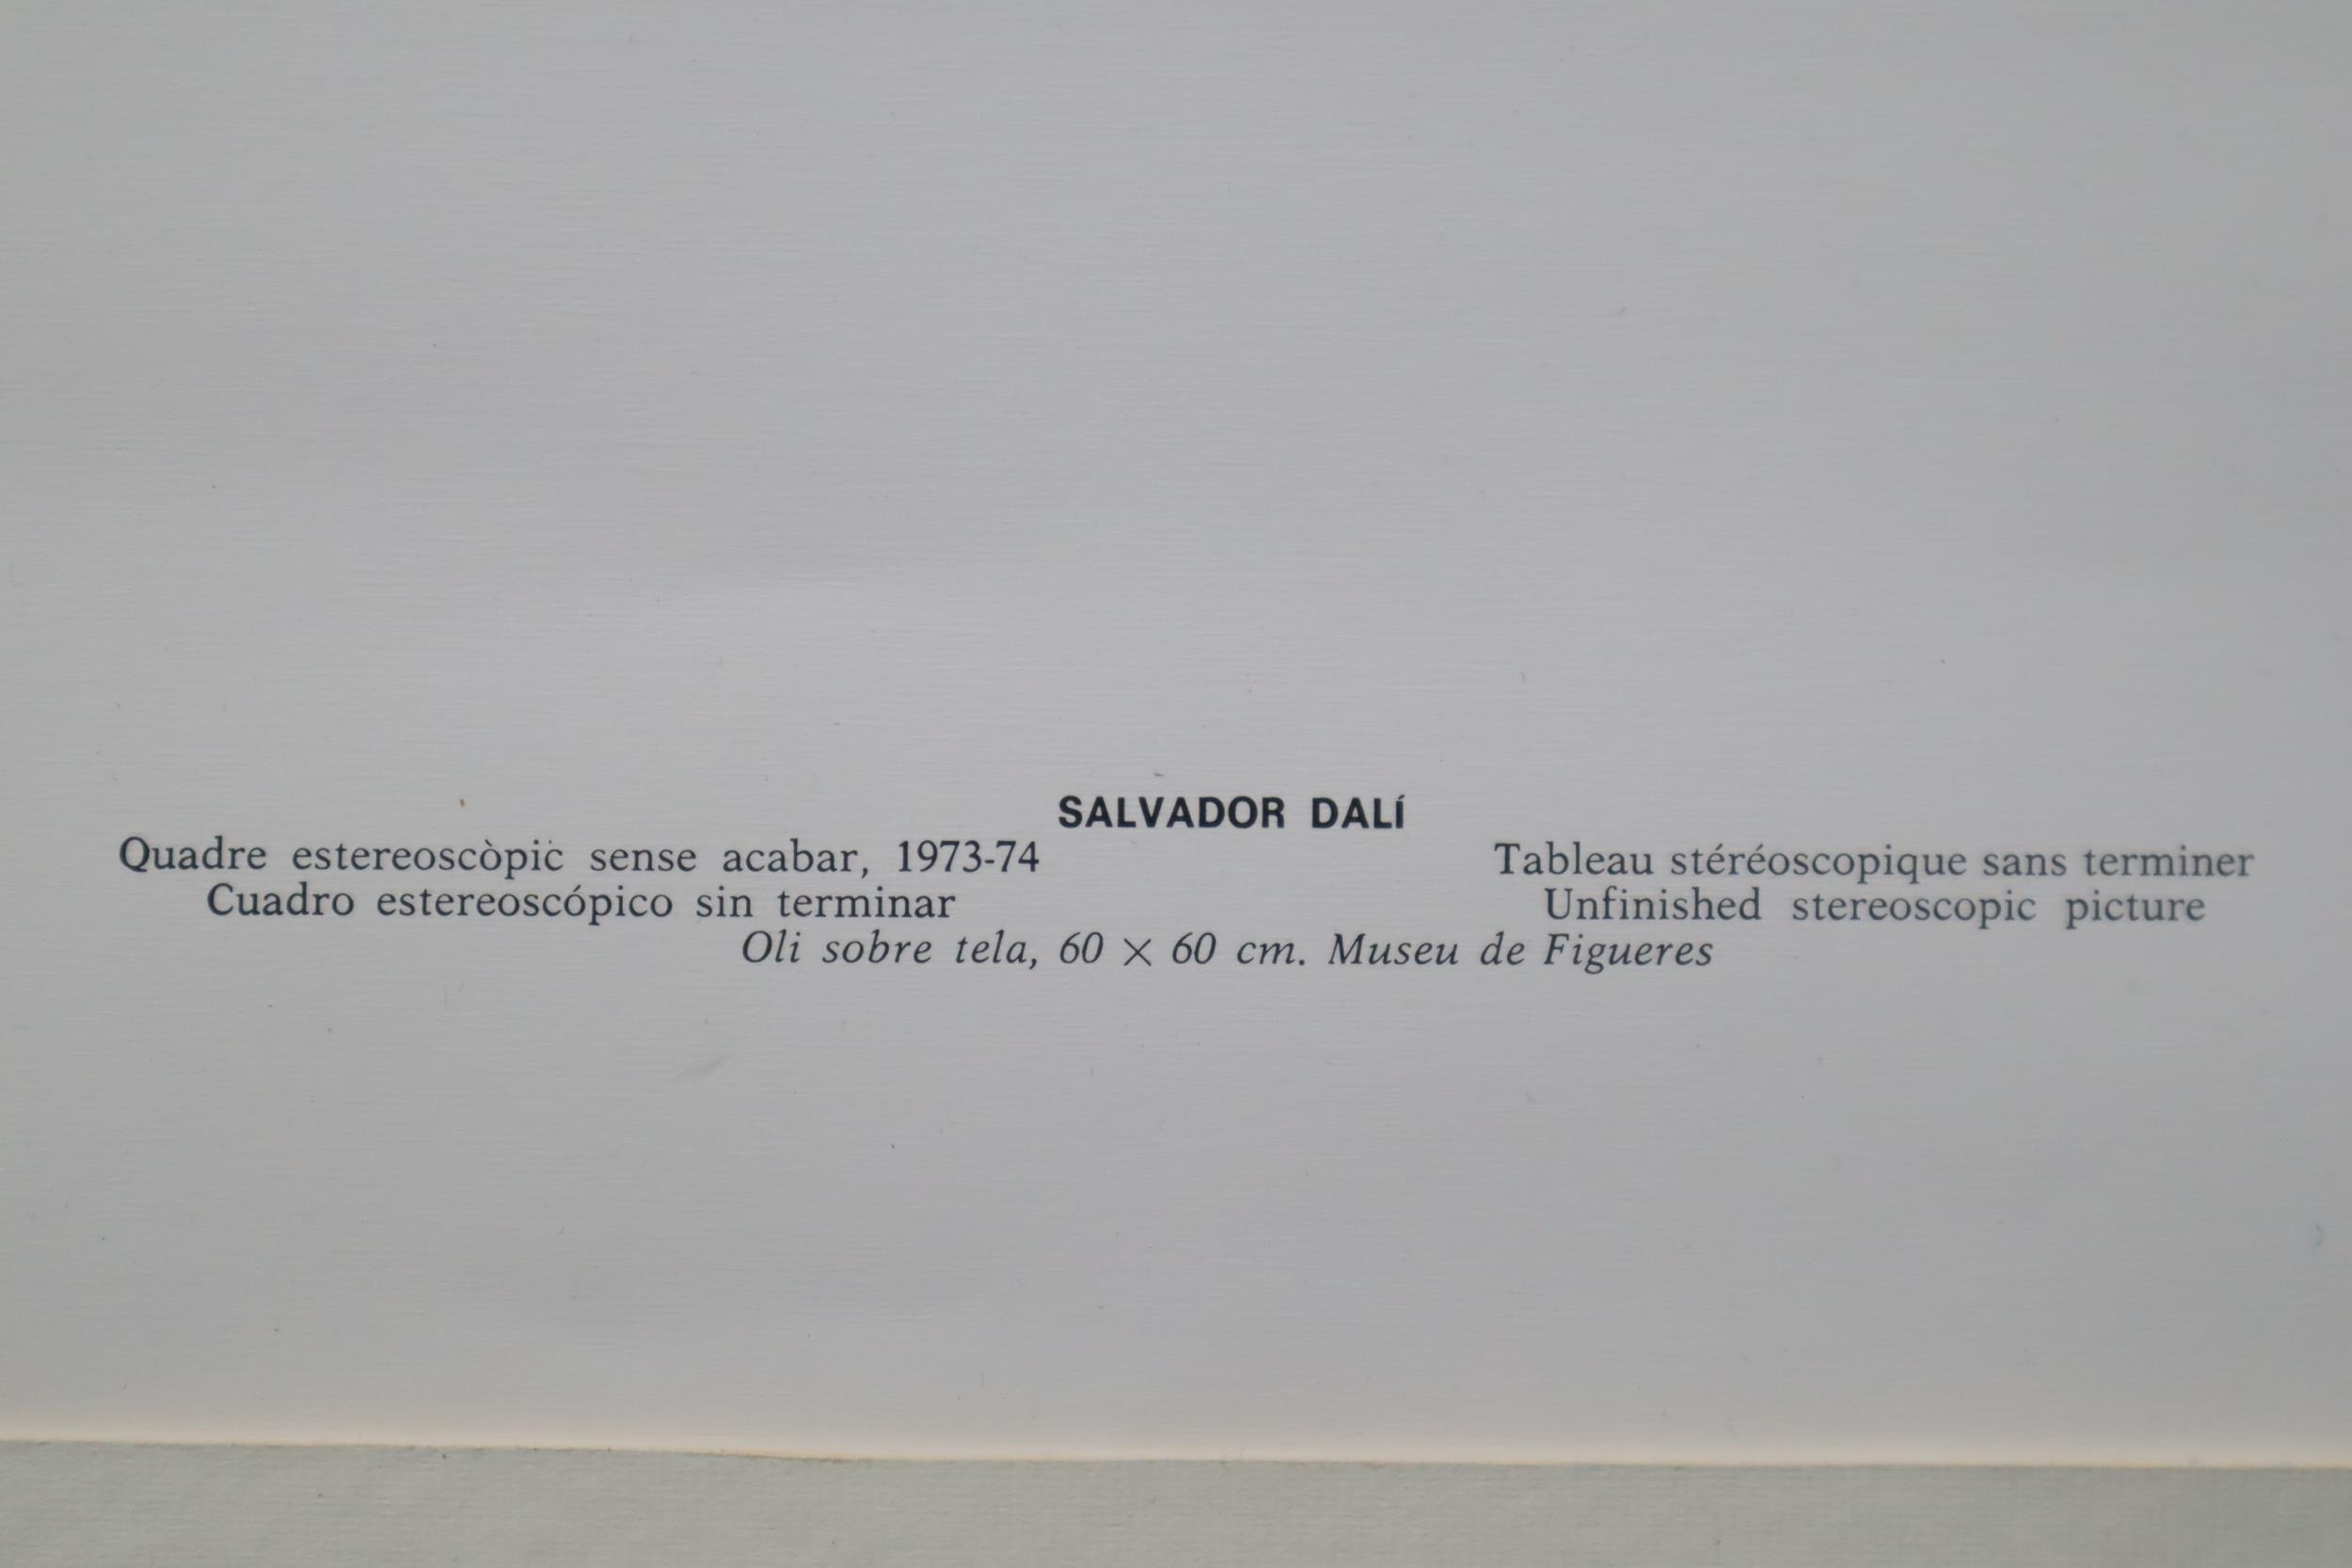 SALVADOR DALÍ
Quadre estereoscòpic sense acabar, 1973-74
Cuadro estereoscópico sin terminar
Tableau stéréoscopique sans terminer
Unfinished stereoscopic picture
Oli sobre tela, 60 × 60 cm. Museu de Figueres